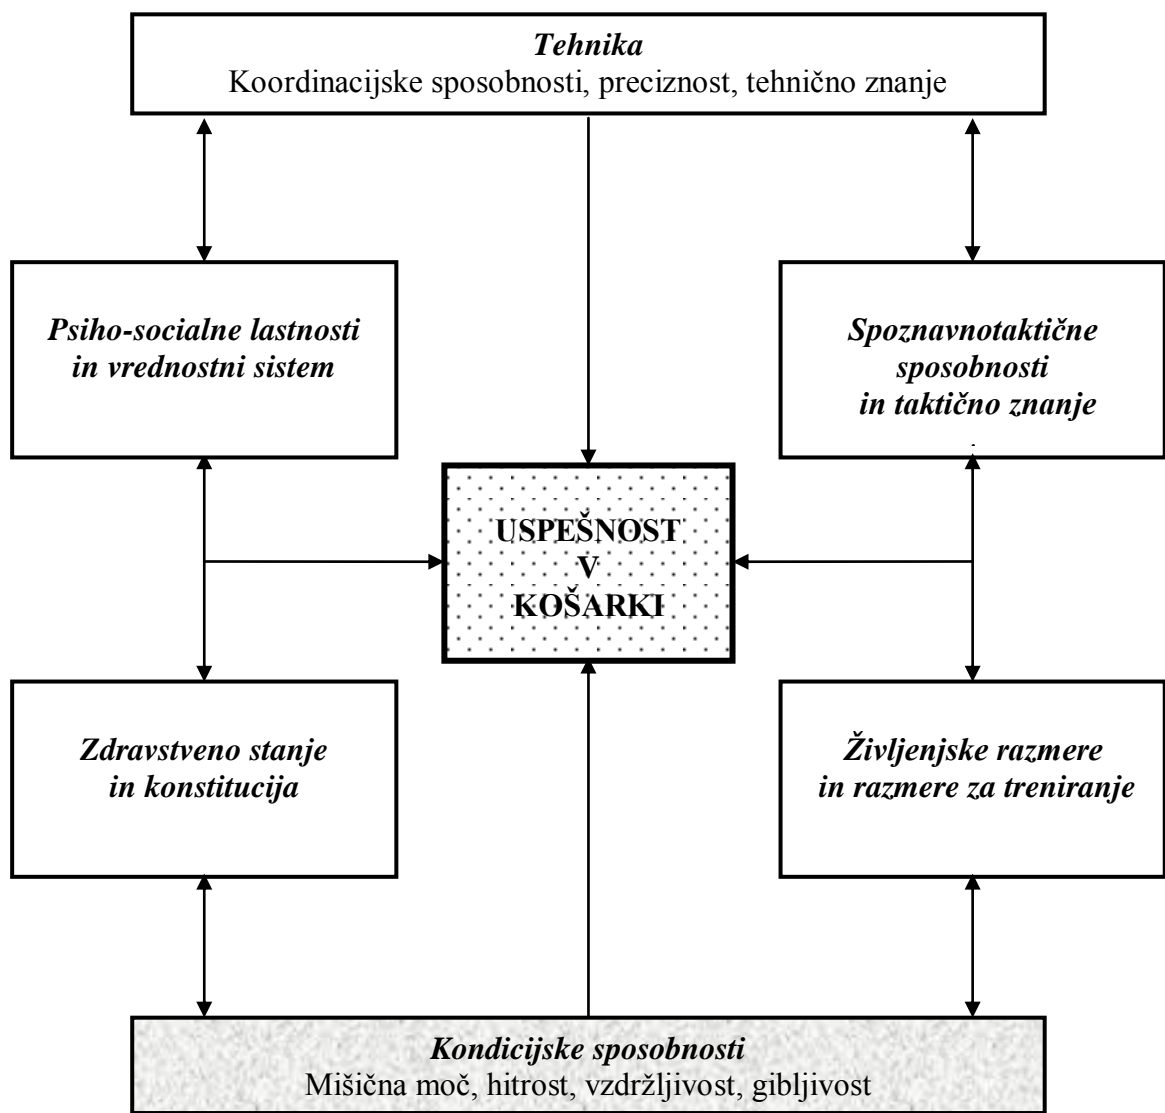 Tehnika
Koordinacijske sposobnosti, preciznost, tehnično znanje
Psiho-socialne lastnosti
in vrednostni sistem
Spoznavnotaktične
sposobnosti
in taktično znanje
USPEŠNOST
V
KOŠARKI
Zdravstveno stanje
in konstitucija
Življenjske razmere
in razmere za treniranje
Kondicijske sposobnosti
Mišična moč, hitrost, vzdržljivost, gibljivost